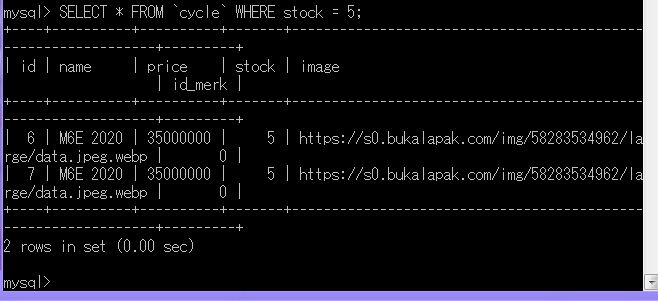 mysql> SELECT * FROM `cycle` WHERE stock = 5;
+----+----------+----------+-------+-----------------------------------------
-----------------+---------+
| id | name     | price    | stock | image
                 | id_merk |
+----+----------+----------+-------+-----------------------------------------
-----------------+---------+
|  6 | M6E 2020 | 35000000 |     5 | https://s0.bukalapak.com/img/58283534962/la
rge/data.jpeg.webp |       0 |
|  7 | M6E 2020 | 35000000 |     5 | https://s0.bukalapak.com/img/58283534962/la
rge/data.jpeg.webp |       0 |
+----+----------+----------+-------+-----------------------------------------
-----------------+---------+
2 rows in set (0.00 sec)
mysql>